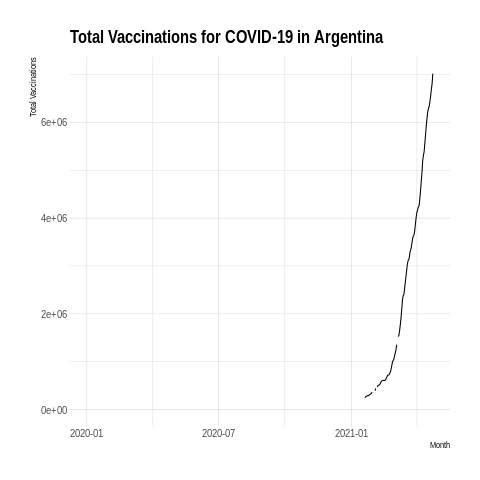 Total Vaccinations for COVID-19 in Argentina
Total Vaccinations
6e+06
4e+06
2e+06
0e+00
2020-01 2020-07 2021-01
Month